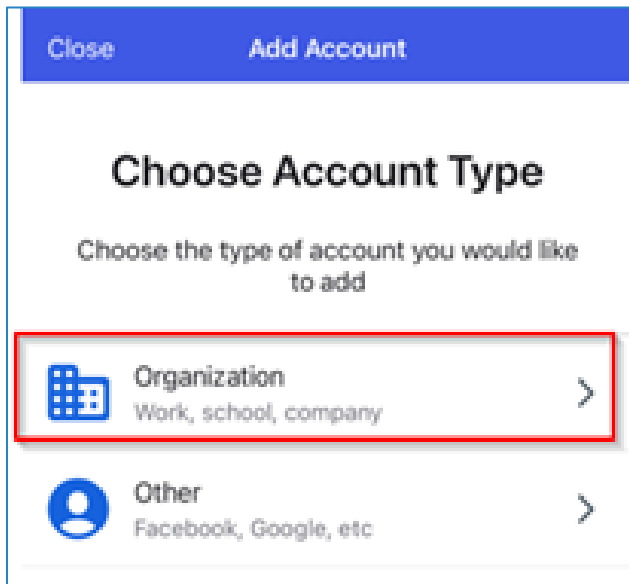 Close Add Account
Choose Account Type
Choose the type of account you would like
to add
Organization
Work, school, company
Other
Facebook, Google, etc